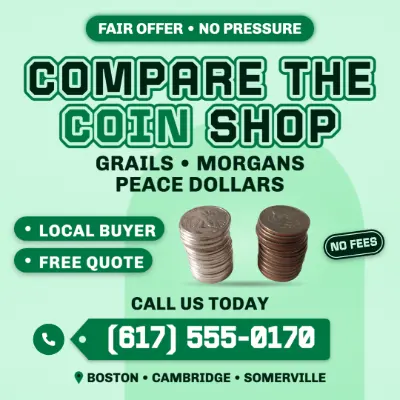 FAIR OFFER • NO PRESSURE
COMPARE THE
COIN SHOP
GRAILS • MORGANS
PEACE DOLLARS
• LOCAL BUYER
• FREE QUOTE
NO FEES
CALL US TODAY
(617) 555-0170
BOSTON • CAMBRIDGE • SOMERVILLE